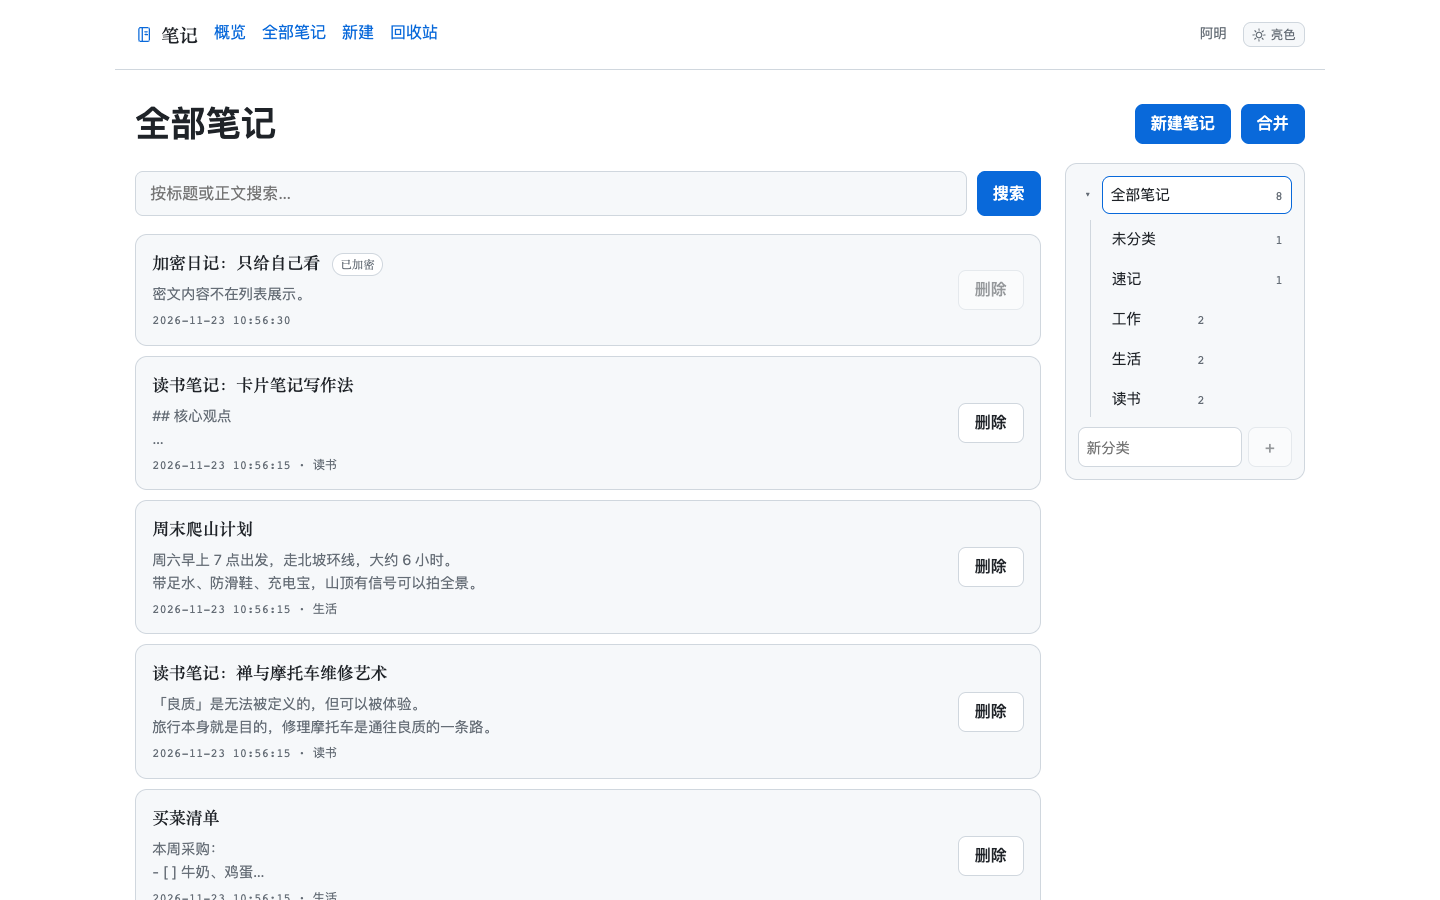 笔记 概览 全部笔记 新建 回收站 阿明 亮色
全部笔记
新建笔记 合并
按标题或正文搜索... 搜索
加密日记：只给自己看 已加密
密文内容不在列表展示。
2026-11-23 10:56:30
删除
读书笔记：卡片笔记写作法
## 核心观点
...
2026-11-23 10:56:15 · 读书
删除
周末爬山计划
周六早上 7 点出发，走北坡环线，大约 6 小时。
带足水、防滑鞋、充电宝，山顶有信号可以拍全景。
2026-11-23 10:56:15 · 生活
删除
读书笔记：禅与摩托车维修艺术
「良质」是无法被定义的，但可以被体验。
旅行本身就是目的，修理摩托车是通往良质的一条路。
2026-11-23 10:56:15 · 读书
删除
买菜清单
本周采购：
- [ ] 牛奶、鸡蛋...
2026-11-23 10:56:15 · 生活
删除
全部笔记 8
未分类 1
速记 1
工作 2
生活 2
读书 2
新分类 +